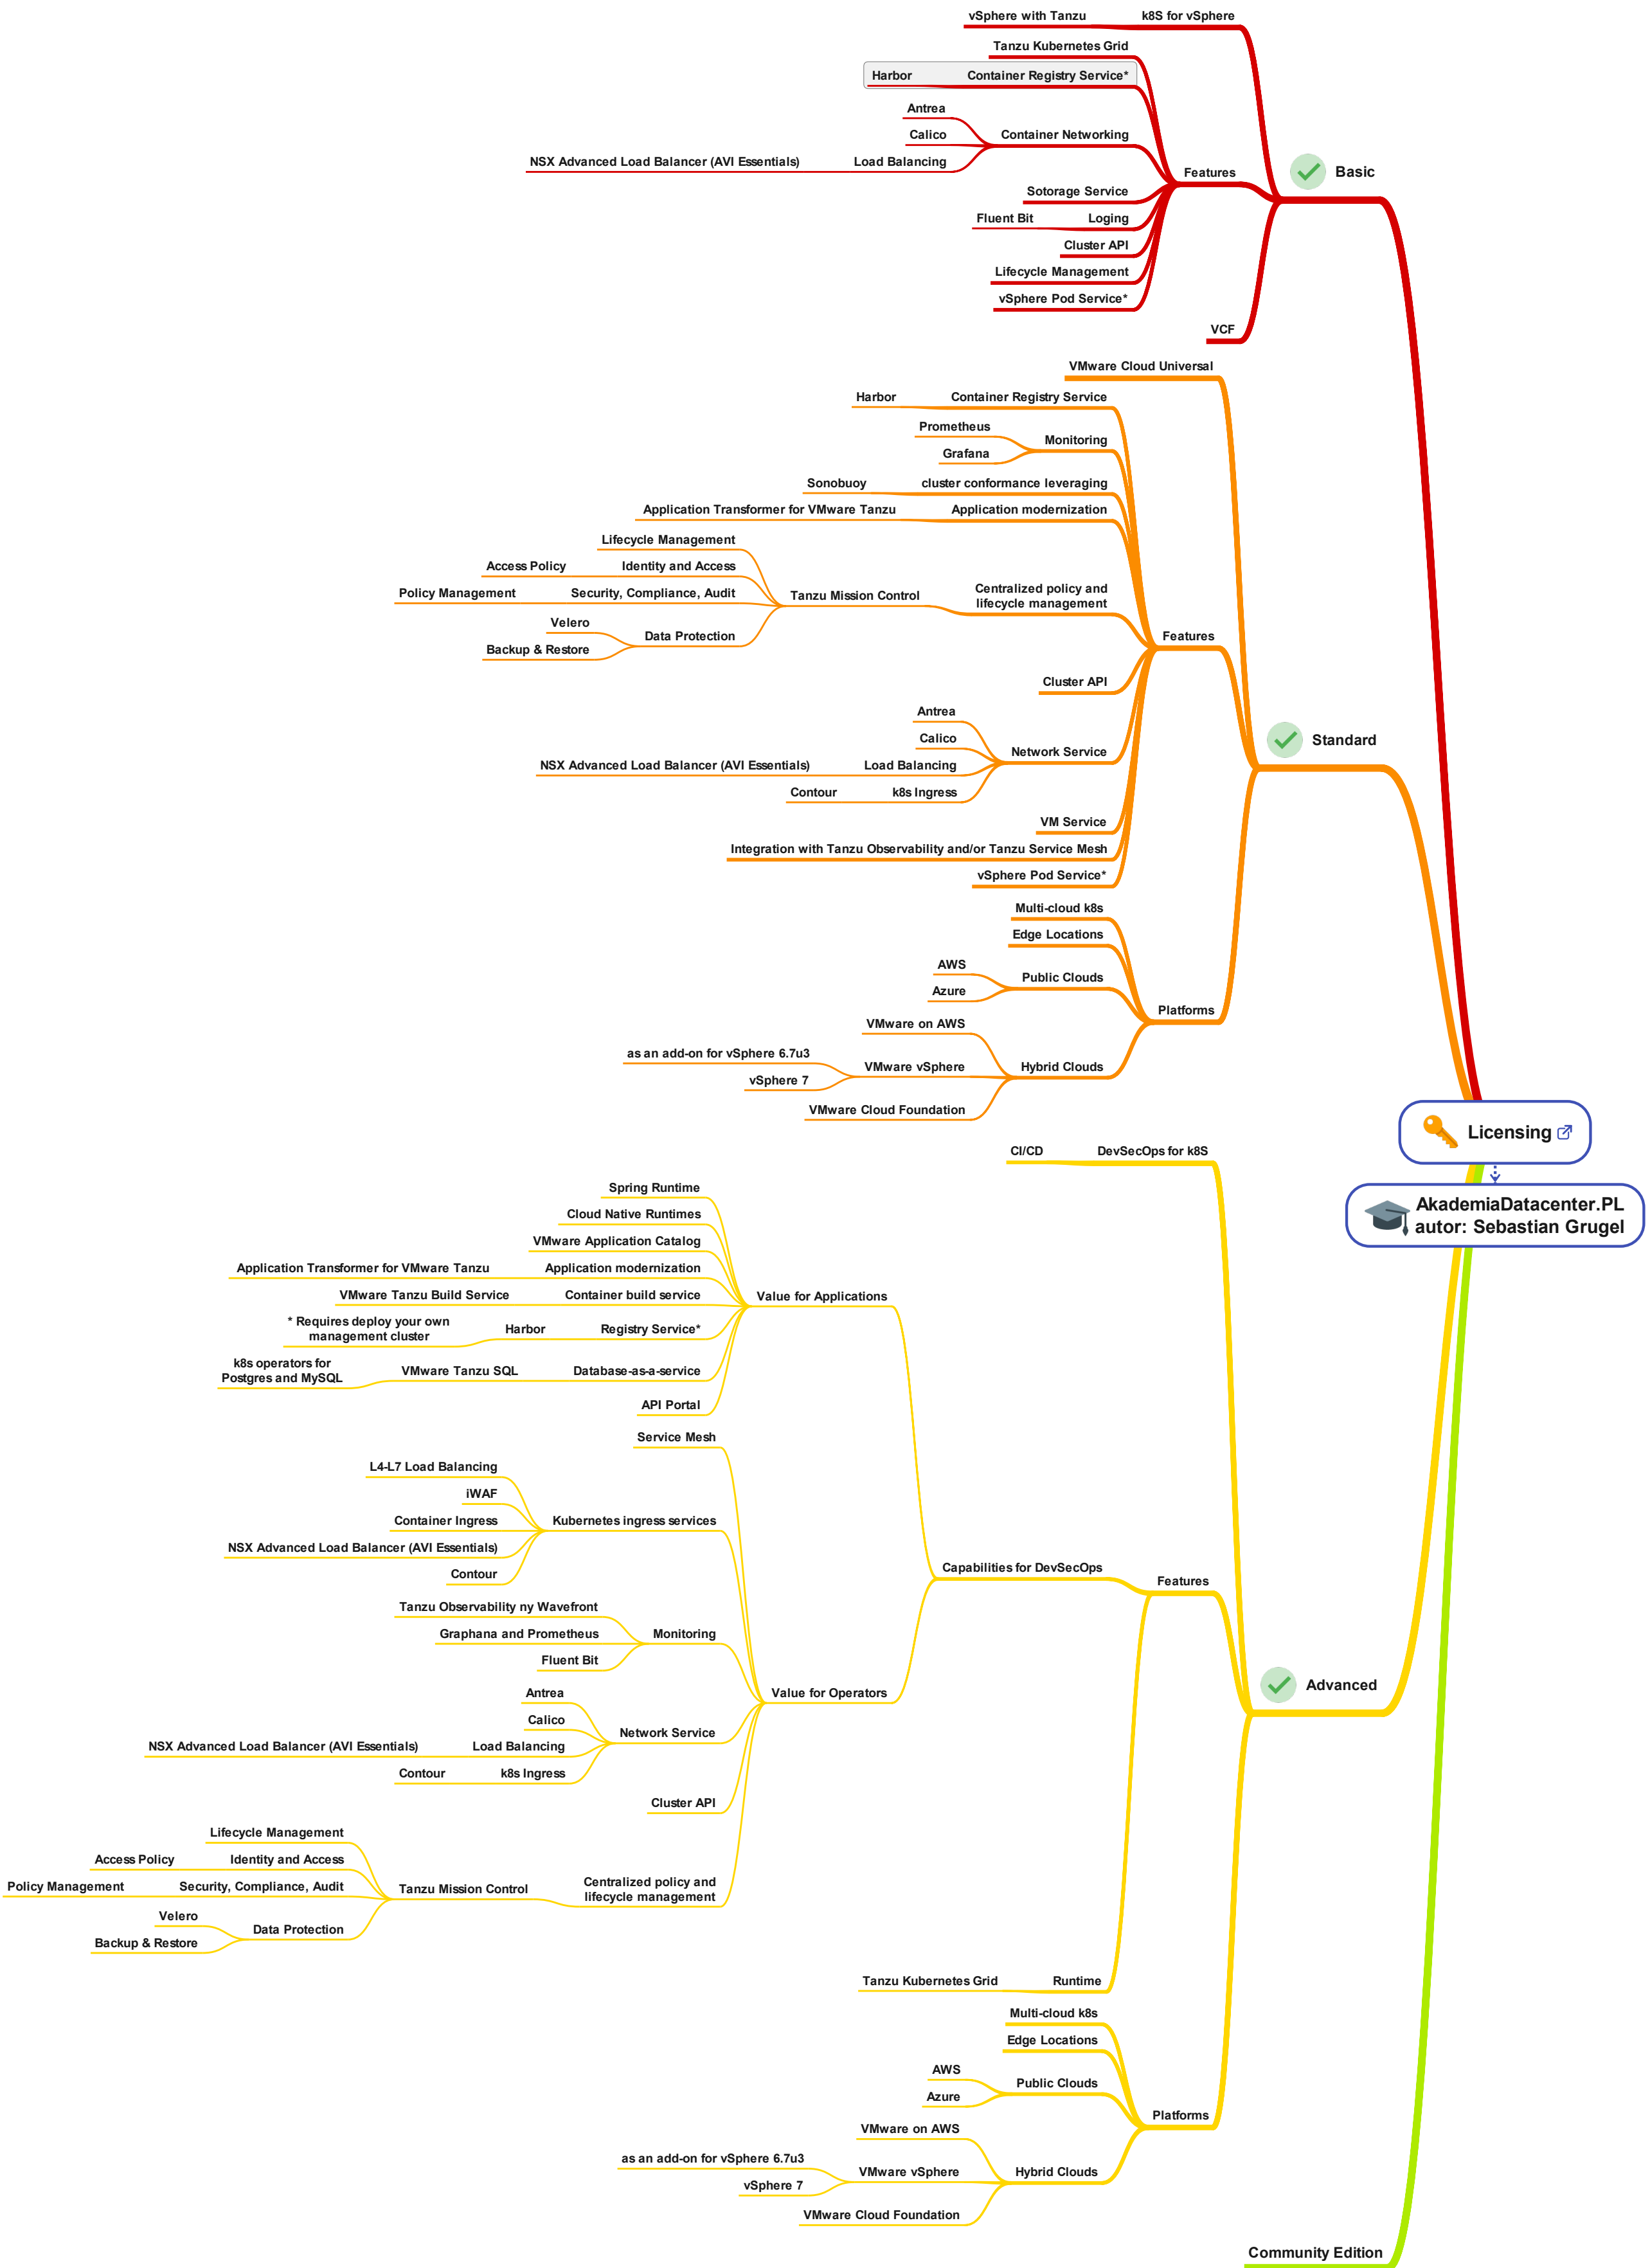 vSphere with Tanzu
k8S for vSphere
Tanzu Kubernetes Grid
Harbor
Container Registry Service*
Antrea
Calico
Container Networking
NSX Advanced Load Balancer (AVI Essentials)
Load Balancing
Features
Basic
Sotorage Service
Fluent Bit
Loging
Cluster API
Lifecycle Management
vSphere Pod Service*
VCF
VMware Cloud Universal
Harbor
Container Registry Service
Prometheus
Monitoring
Grafana
Sonobuoy
cluster conformance leveraging
Application Transformer for VMware Tanzu
Application modernization
Lifecycle Management
Access Policy
Identity and Access
Policy Management
Security, Compliance, Audit
Tanzu Mission Control
Centralized policy and
lifecycle management
Velero
Data Protection
Backup & Restore
Features
Cluster API
Antrea
Calico
Network Service
Standard
NSX Advanced Load Balancer (AVI Essentials)
Load Balancing
Contour
k8s Ingress
VM Service
Integration with Tanzu Observability and/or Tanzu Service Mesh
vSphere Pod Service*
Multi-cloud k8s
Edge Locations
AWS
Public Clouds
Azure
Platforms
VMware on AWS
as an add-on for vSphere 6.7u3
VMware vSphere
Hybrid Clouds
vSphere 7
VMware Cloud Foundation
Licensing
AkademiaDatacenter.PL
autor: Sebastian Grugel
CI/CD
DevSecOps for k8S
Spring Runtime
Cloud Native Runtimes
VMware Application Catalog
Application Transformer for VMware Tanzu
Application modernization
VMware Tanzu Build Service
Container build service
Value for Applications
* Requires deploy your own
management cluster
Harbor
Registry Service*
k8s operators for
Postgres and MySQL
VMware Tanzu SQL
Database-as-a-service
API Portal
Service Mesh
L4-L7 Load Balancing
iWAF
Container Ingress
Kubernetes ingress services
NSX Advanced Load Balancer (AVI Essentials)
Contour
Capabilities for DevSecOps
Features
Tanzu Observability ny Wavefront
Graphana and Prometheus
Monitoring
Fluent Bit
Advanced
Antrea
Value for Operators
Calico
Network Service
NSX Advanced Load Balancer (AVI Essentials)
Load Balancing
Contour
k8s Ingress
Cluster API
Lifecycle Management
Access Policy
Identity and Access
Policy Management
Security, Compliance, Audit
Tanzu Mission Control
Centralized policy and
lifecycle management
Velero
Data Protection
Backup & Restore
Tanzu Kubernetes Grid
Runtime
Multi-cloud k8s
Edge Locations
AWS
Public Clouds
Azure
Platforms
VMware on AWS
as an add-on for vSphere 6.7u3
VMware vSphere
Hybrid Clouds
vSphere 7
VMware Cloud Foundation
Community Edition